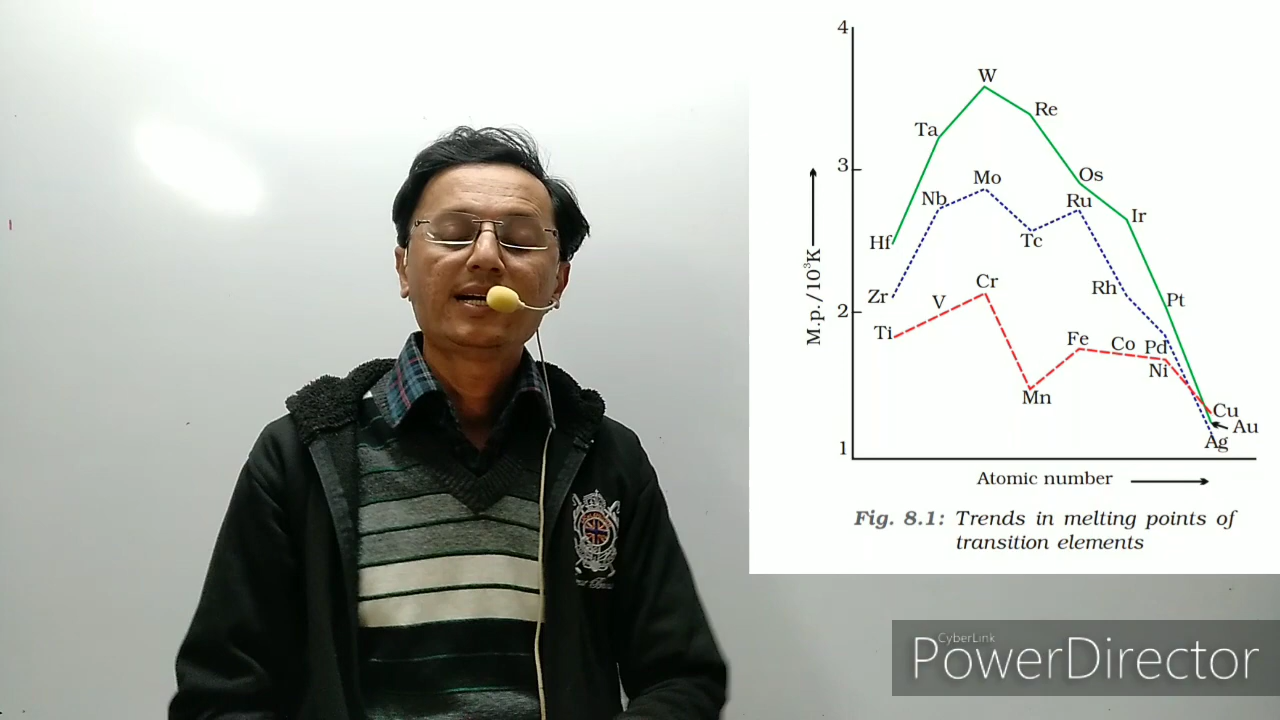 4
W
Re
Ta
3
Os
Mo
Nb
Ru
Ir
Tc
Hf
Cr
Rh
Zr
V
Pt
2
M.p./10³K
Ti
Fe
Co
Pd
Ni
Mn
Cu
Au
Ag
1
Atomic number
Fig. 8.1: Trends in melting points of
transition elements
CyberLink
PowerDirector